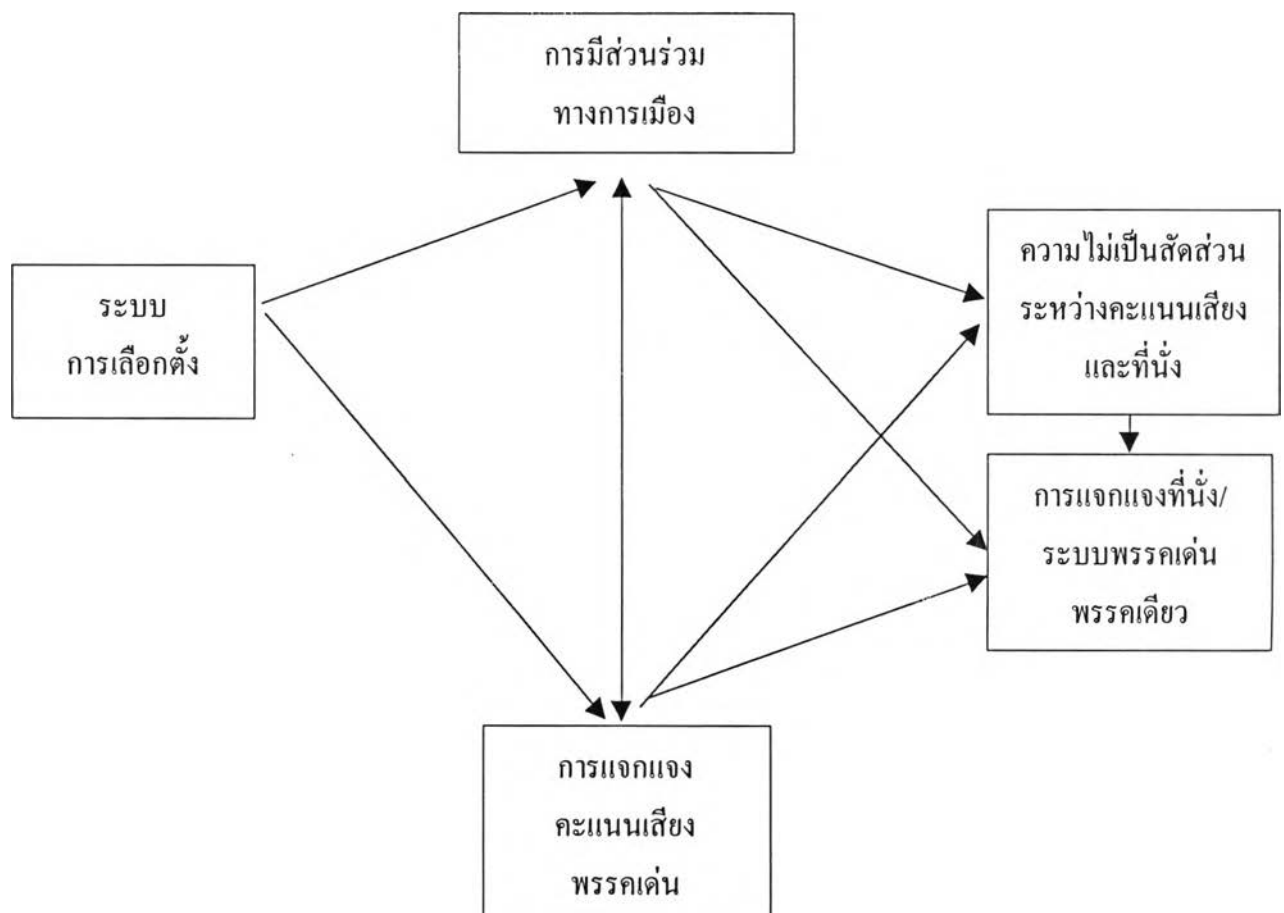 การมีส่วนร่วม
ทางการเมือง
ระบบ
การเลือกตั้ง
ความไม่เป็นสัดส่วน
ระหว่างคะแนนเสียง
และที่นั่ง
การแจกแจงที่นั่ง/
ระบบพรรคเด่น
พรรคเดียว
การแจกแจง
คะแนนเสียง
พรรคเด่น